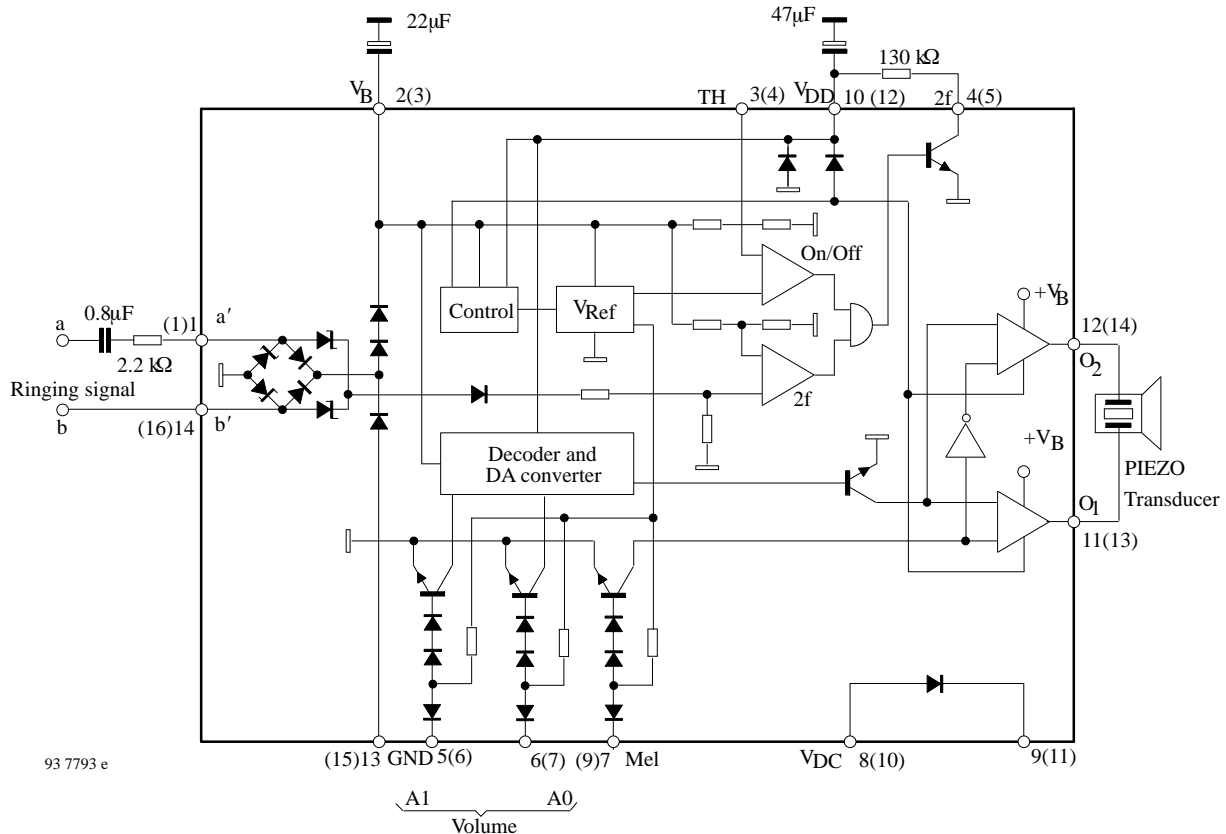 22µF
47µF
130 kΩ
VB
2(3)
TH
3(4)
VDD
10 (12)
2f
4(5)
On/Off
Control
VRef
+VB
0.8µF
a
(1)1
a′
2.2 kΩ
12(14)
O2
Ringing signal
b
(16)14
b′
2f
+VB
Decoder and
DA converter
PIEZO
Transducer
O1
11(13)
93 7793 e
(15)13
GND
5(6)
6(7)
(9)7
Mel
VDC
8(10)
9(11)
A1
A0
Volume